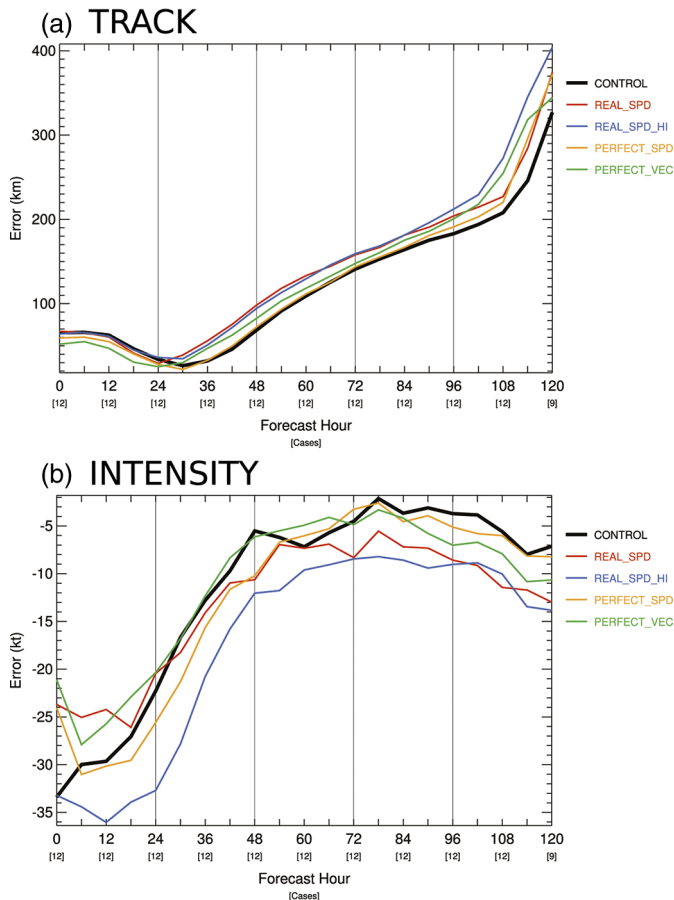 (a) TRACK
400
300
200
100
Error (km)
0 12 24 36 48 60 72 84 96 108 120
[12] [12] [12] [12] [12] [12] [12] [12] [12] [12] [9]
Forecast Hour
[Cases]
CONTROL
REAL_SPD
REAL_SPD_HI
PERFECT_SPD
PERFECT_VEC
(b) INTENSITY
-5
-10
-15
-20
-25
-30
-35
Error (kt)
0 12 24 36 48 60 72 84 96 108 120
[12] [12] [12] [12] [12] [12] [12] [12] [12] [12] [9]
Forecast Hour
[Cases]
CONTROL
REAL_SPD
REAL_SPD_HI
PERFECT_SPD
PERFECT_VEC